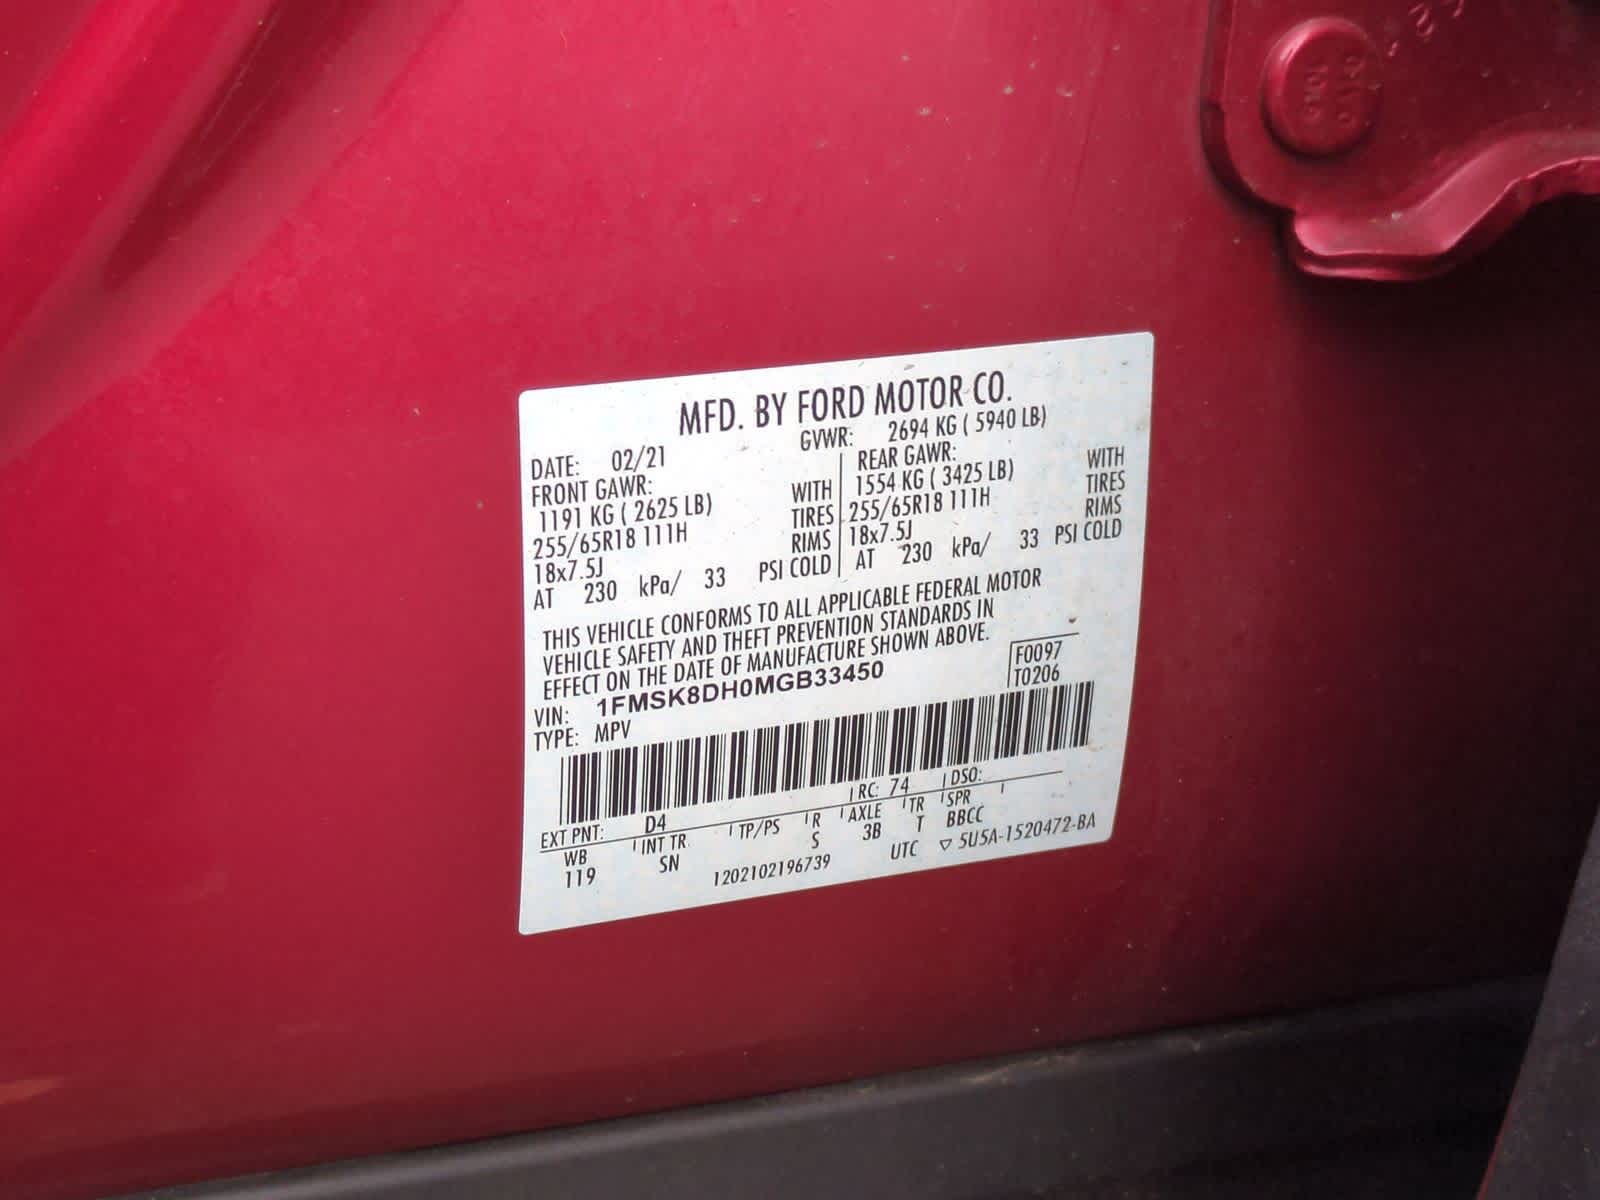 MFD. BY FORD MOTOR CO.
DATE: 02/21 GVWR: 2694 KG ( 5940 LB)
FRONT GAWR: REAR GAWR:
1191 KG ( 2625 LB) WITH 1554 KG ( 3425 LB) WITH
255/65R18 111H TIRES 255/65R18 111H TIRES
18x7.5J RIMS 18x7.5J RIMS
AT 230 kPa/ 33 PSI COLD AT 230 kPa/ 33 PSI COLD
THIS VEHICLE CONFORMS TO ALL APPLICABLE FEDERAL MOTOR
VEHICLE SAFETY AND THEFT PREVENTION STANDARDS IN
EFFECT ON THE DATE OF MANUFACTURE SHOWN ABOVE.
VIN: 1FMSK8DH0MGB33450 F0097
TYPE: MPV T0206
EXT PNT: D4 RC: 74 DSO:
WB INT TR TP/PS R AXLE TR SPR
119 SN S 3B T BBCC
1202102196739 UTC ▽ 5U5A-1520472-BA